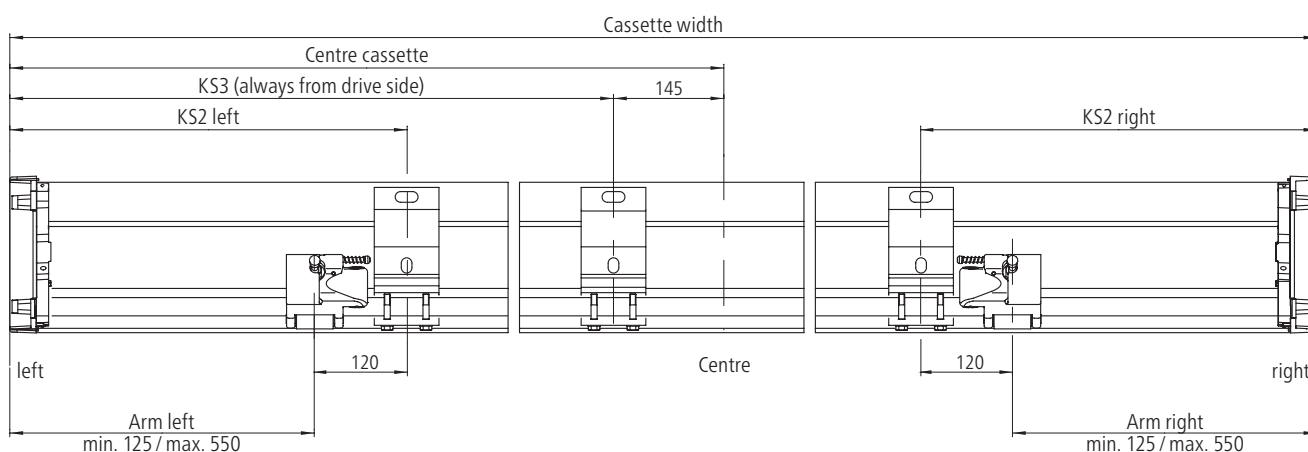 Cassette width
Centre cassette
KS3 (always from drive side)
145
KS2 left
KS2 right
120
120
left
Centre
right
Arm left
min. 125 / max. 550
Arm right
min. 125 / max. 550